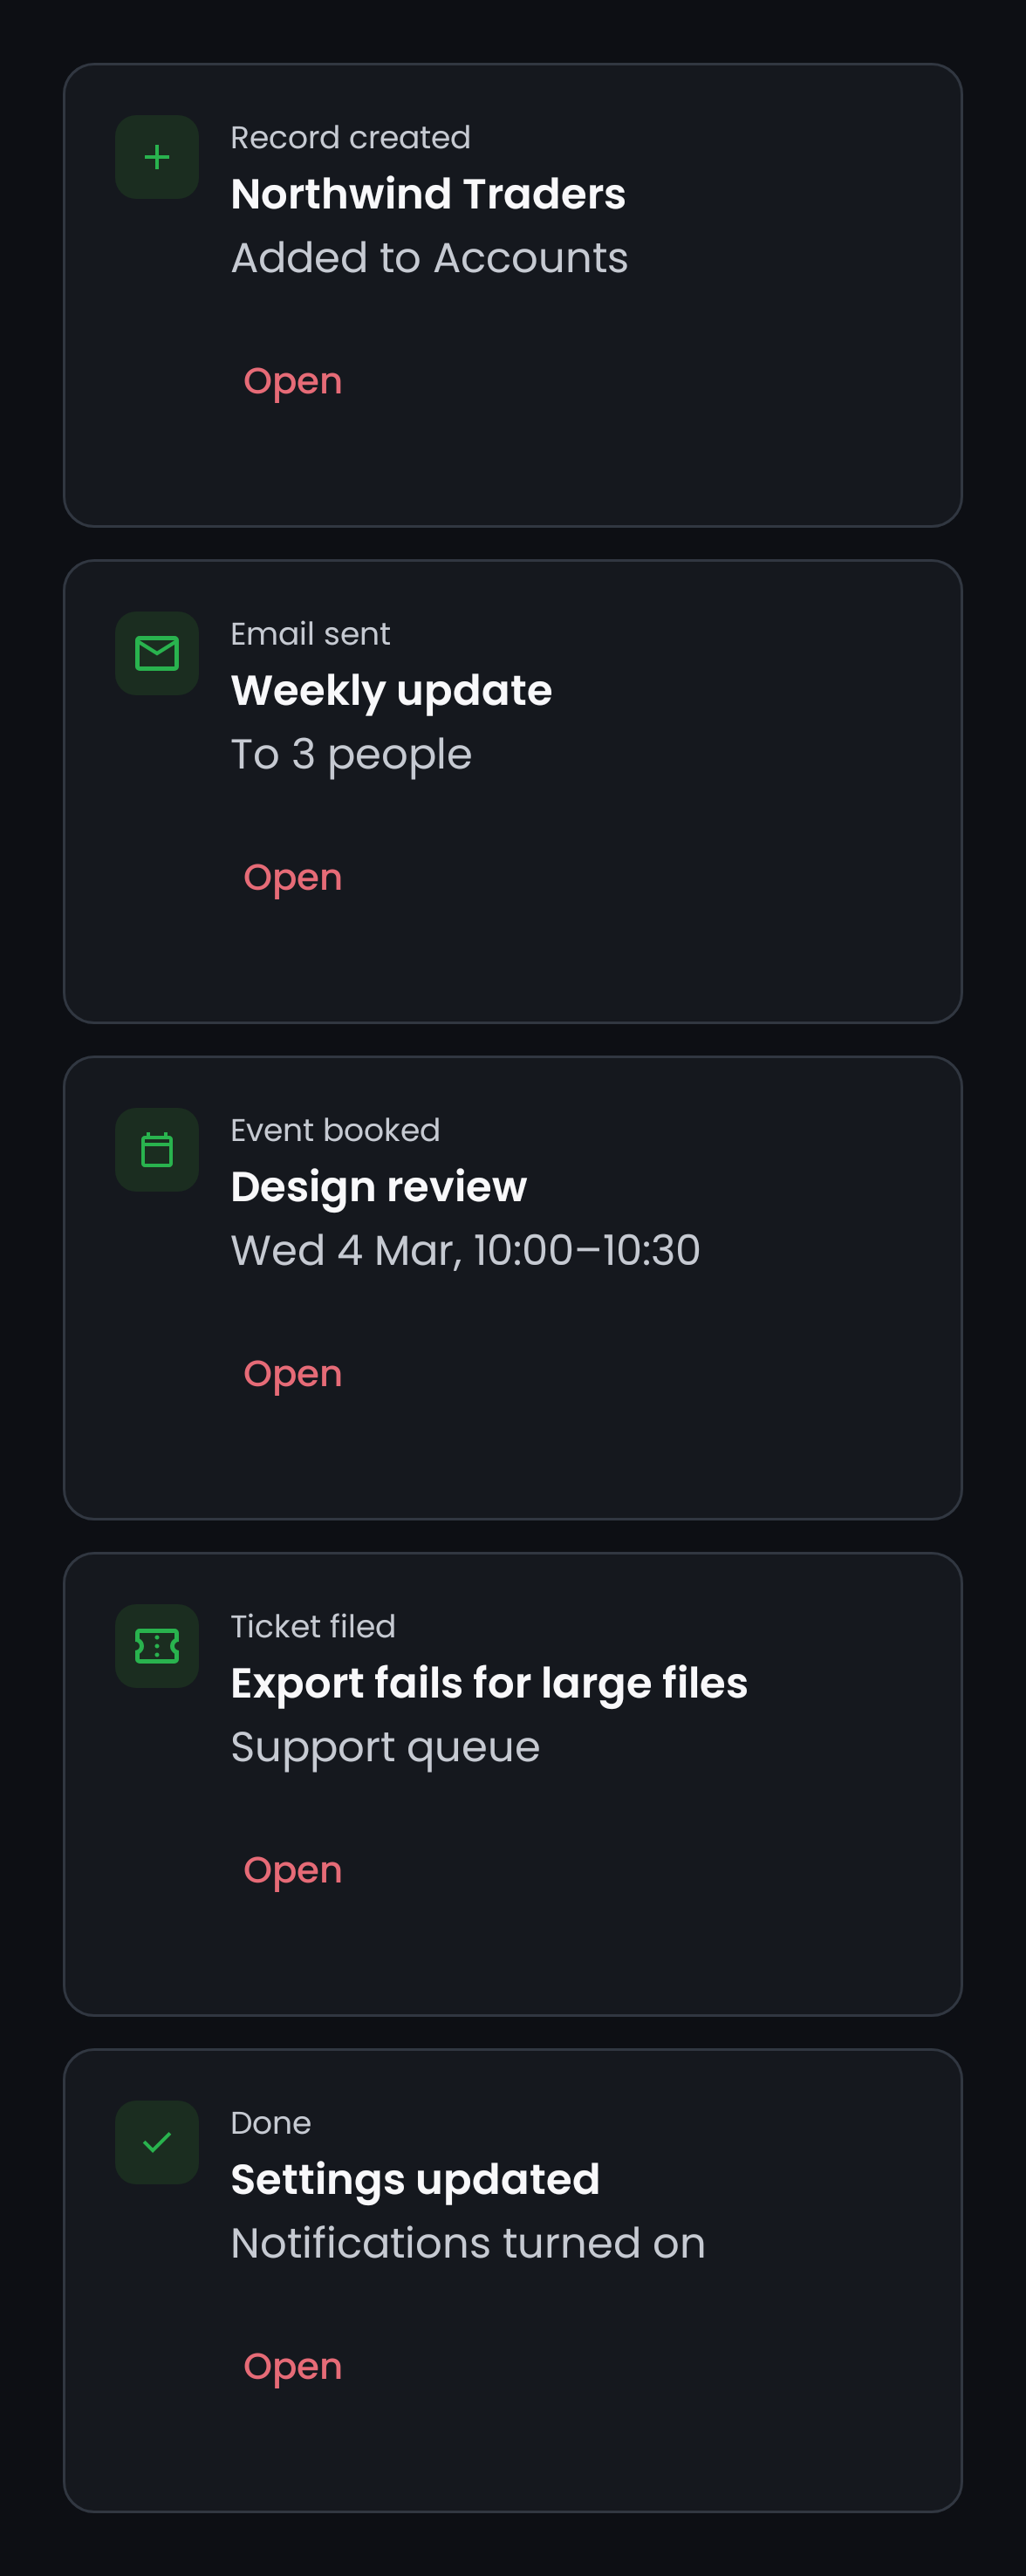 Record created
Northwind Traders
Added to Accounts
Open
Email sent
Weekly update
To 3 people
Open
Event booked
Design review
Wed 4 Mar, 10:00–10:30
Open
Ticket filed
Export fails for large files
Support queue
Open
Done
Settings updated
Notifications turned on
Open